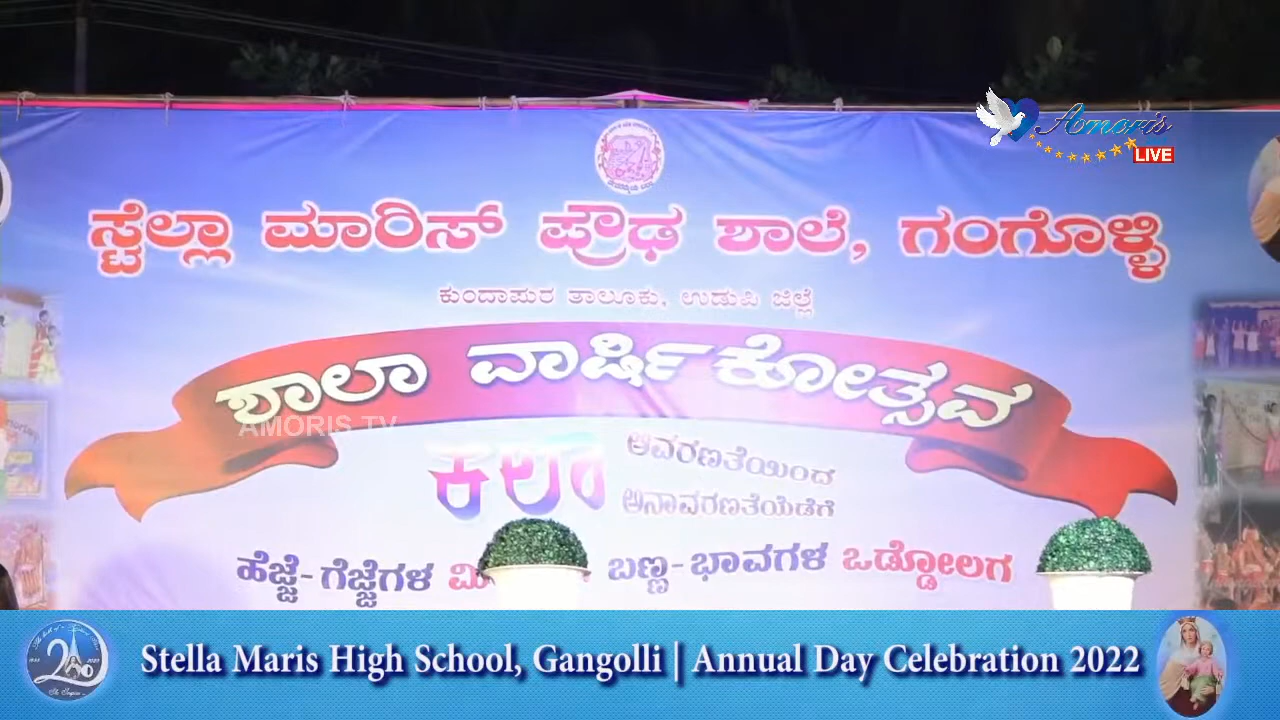 Amoris
LIVE
ಸ್ಟೆಲ್ಲಾ ಮಾರಿಸ್ ಪ್ರೌಢ ಶಾಲೆ, ಗಂಗೊಳ್ಳಿ
ಕುಂದಾಪುರ ತಾಲೂಕು, ಉಡುಪಿ ಜಿಲ್ಲೆ
ಶಾಲಾ ವಾರ್ಷಿಕೋತ್ಸವ
AMORIS TV
ಕಲಾ ಆವರಣತೆಯಿಂದ
ಅನಾವರಣತೆಯೆಡೆಗೆ
ಹೆಜ್ಜೆ-ಗೆಜ್ಜೆಗಳ ಬಣ್ಣ-ಭಾವಗಳ ಒಡ್ಡೋಲಗ
Stella Maris High School, Gangolli | Annual Day Celebration 2022